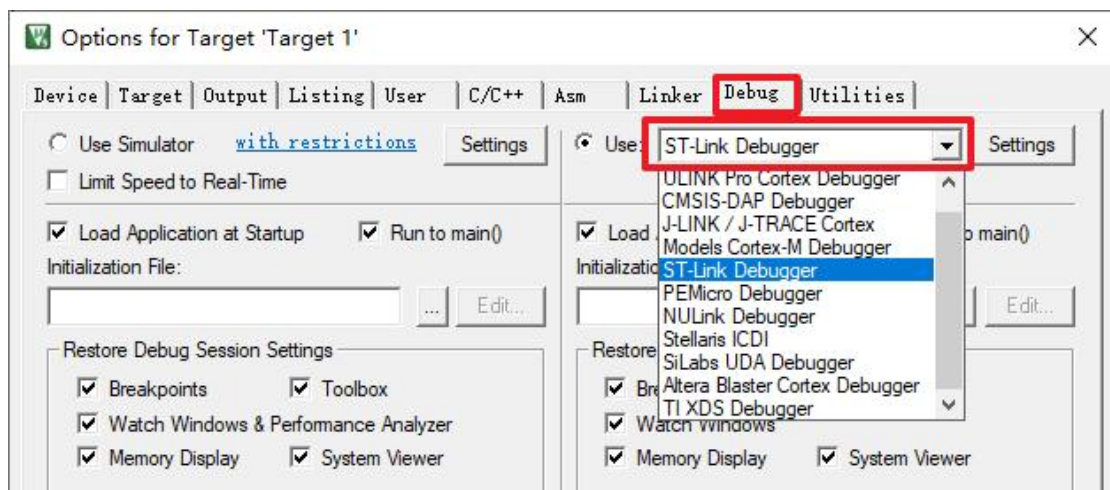 Options for Target 'Target 1'
Device Target Output Listing User C/C++ Asm Linker Debug Utilities
Use Simulator with restrictions Settings Use: ST-Link Debugger Settings
Limit Speed to Real-Time
ULINK Pro Cortex Debugger
CMSIS-DAP Debugger
J-LINK / J-TRACE Cortex
Models Cortex-M Debugger
ST-Link Debugger
PEMicro Debugger
NULink Debugger
Stellaris ICDI
SiLabs UDA Debugger
Altera Blaster Cortex Debugger
TI XDS Debugger
Load Application at Startup Run to main() Load main()
Initialization File:
... Edit... Edit...
Restore Debug Session Settings Restore
Breakpoints Toolbox
Watch Windows & Performance Analyzer Watch Windows
Memory Display System Viewer Memory Display System Viewer